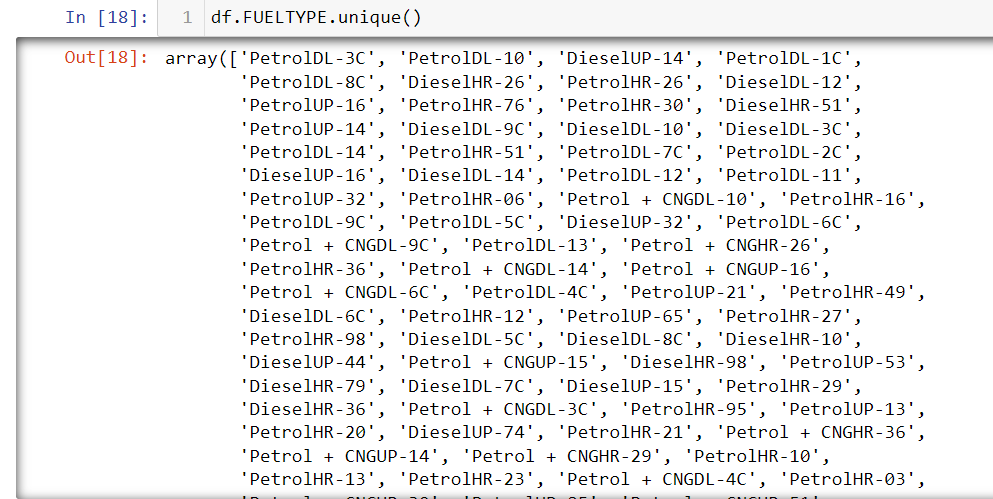 In [18]: 1 df.FUELTYPE.unique()
Out[18]: array(['PetrolDL-3C', 'PetrolDL-10', 'DieselUP-14', 'PetrolDL-1C',
'PetrolDL-8C', 'DieselHR-26', 'PetrolHR-26', 'DieselDL-12',
'PetrolUP-16', 'PetrolHR-76', 'PetrolHR-30', 'DieselHR-51',
'PetrolUP-14', 'DieselDL-9C', 'DieselDL-10', 'DieselDL-3C',
'PetrolDL-14', 'PetrolHR-51', 'PetrolDL-7C', 'PetrolDL-2C',
'DieselUP-16', 'DieselDL-14', 'PetrolDL-12', 'PetrolDL-11',
'PetrolUP-32', 'PetrolHR-06', 'Petrol + CNGDL-10', 'PetrolHR-16',
'PetrolDL-9C', 'PetrolDL-5C', 'DieselUP-32', 'PetrolDL-6C',
'Petrol + CNGDL-9C', 'PetrolDL-13', 'Petrol + CNGHR-26',
'PetrolHR-36', 'Petrol + CNGDL-14', 'Petrol + CNGUP-16',
'Petrol + CNGDL-6C', 'PetrolDL-4C', 'PetrolUP-21', 'PetrolHR-49',
'DieselDL-6C', 'PetrolHR-12', 'PetrolUP-65', 'PetrolHR-27',
'PetrolHR-98', 'DieselDL-5C', 'DieselDL-8C', 'DieselHR-10',
'DieselUP-44', 'Petrol + CNGUP-15', 'DieselHR-98', 'PetrolUP-53',
'DieselHR-79', 'DieselDL-7C', 'DieselUP-15', 'PetrolHR-29',
'DieselHR-36', 'Petrol + CNGDL-3C', 'PetrolHR-95', 'PetrolUP-13',
'PetrolHR-20', 'DieselUP-74', 'PetrolHR-21', 'Petrol + CNGHR-36',
'Petrol + CNGUP-14', 'Petrol + CNGHR-29', 'PetrolHR-10',
'PetrolHR-13', 'PetrolHR-23', 'Petrol + CNGDL-4C', 'PetrolHR-03',